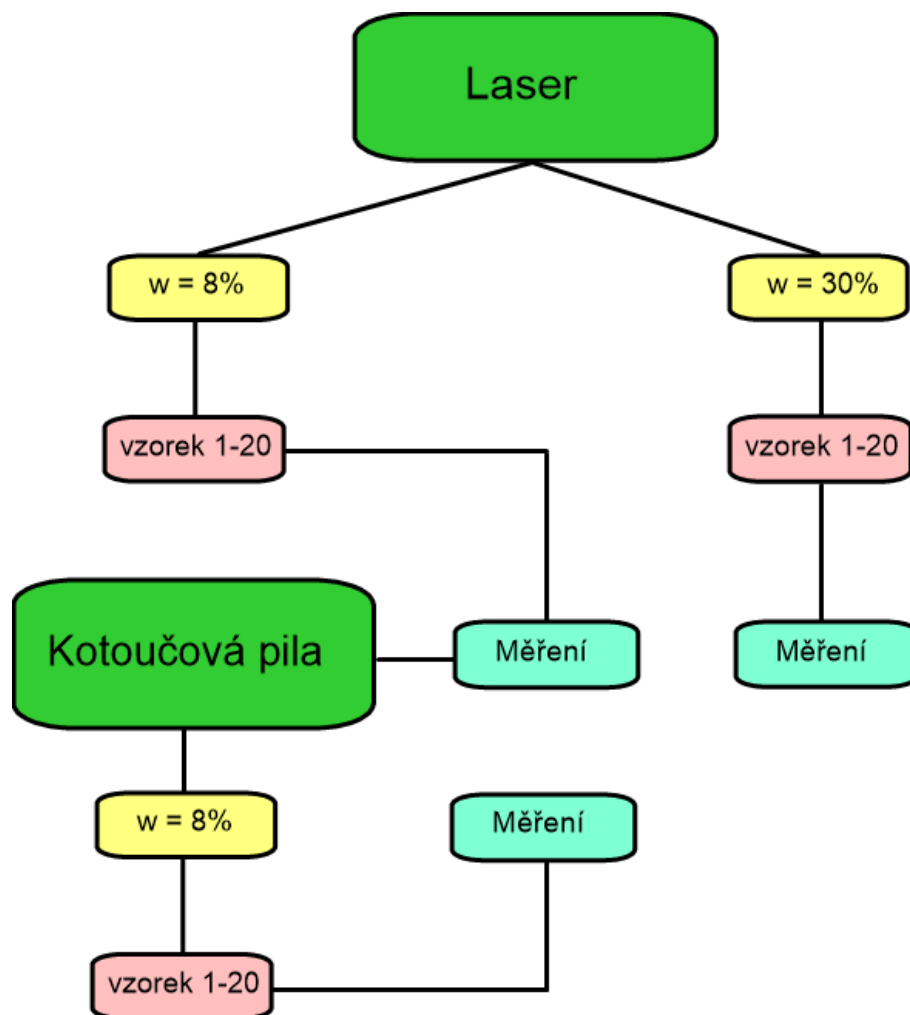 Laser
w = 8%
w = 30%
vzorek 1-20
vzorek 1-20
Kotoučová pila
Měření
Měření
w = 8%
Měření
vzorek 1-20